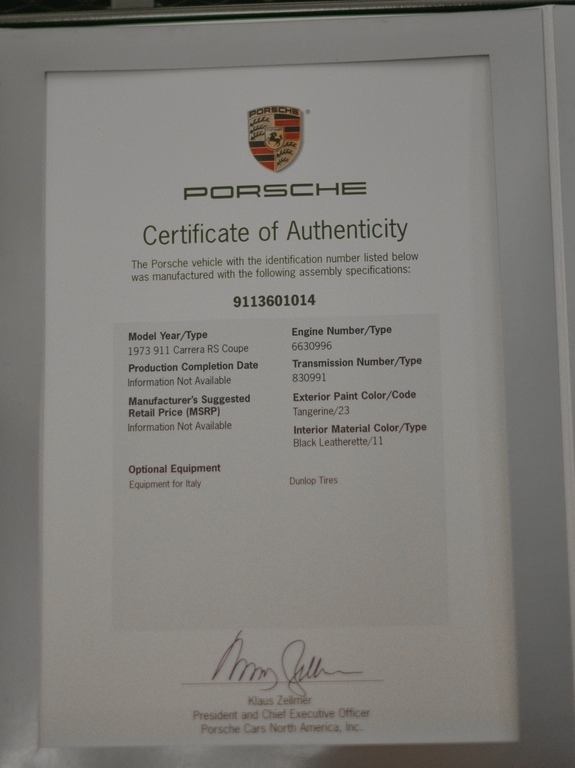 PORSCHE
PORSCHE
Certificate of Authenticity
The Porsche vehicle with the identification number listed below
was manufactured with the following assembly specifications:
9113601014
Model Year/Type
1973 911 Carrera RS Coupe
Production Completion Date
Information Not Available
Manufacturer's Suggested
Retail Price (MSRP)
Information Not Available
Engine Number/Type
6630996
Transmission Number/Type
830991
Exterior Paint Color/Code
Tangerine/23
Interior Material Color/Type
Black Leatherette/11
Optional Equipment
Equipment for Italy
Dunlop Tires
Klaus Zellmer
President and Chief Executive Officer
Porsche Cars North America, Inc.